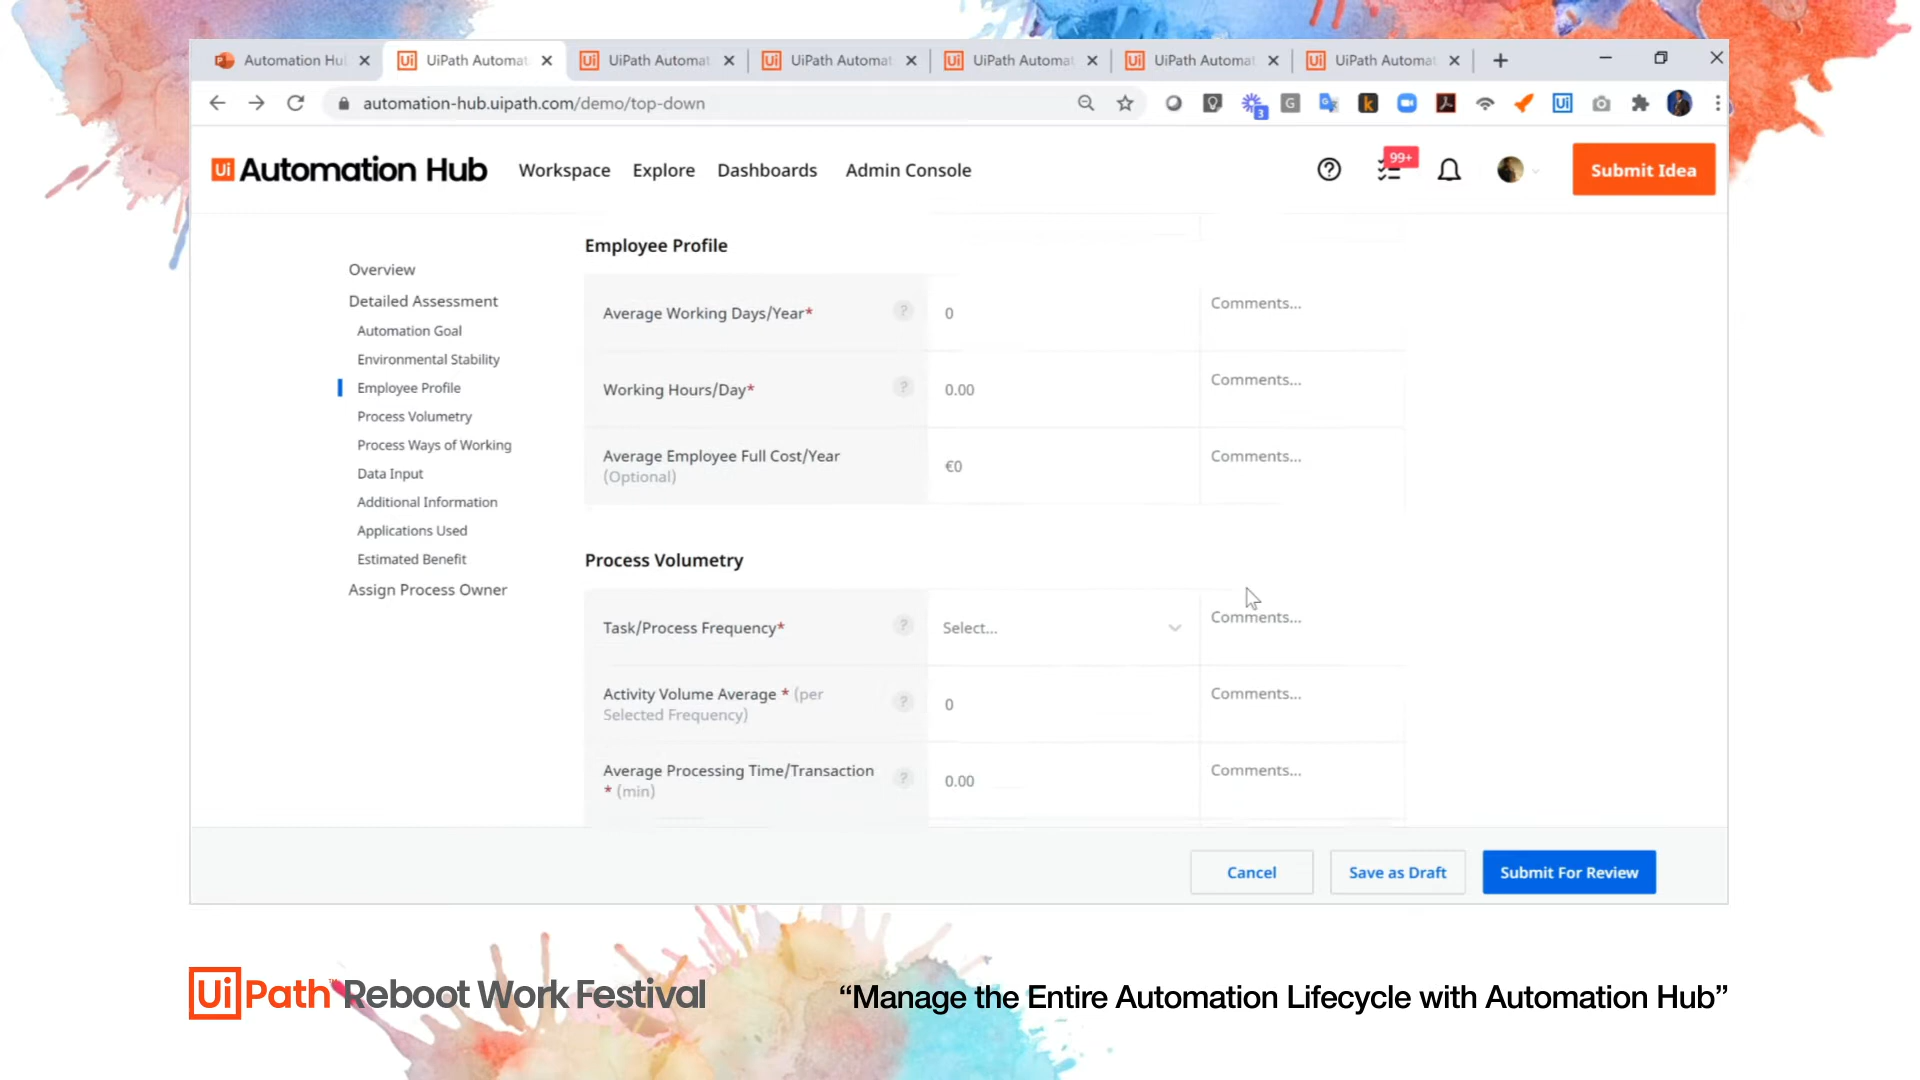 Automation Hu
UiPath Automat
UiPath Automat
UiPath Automat
UiPath Automat
UiPath Automat
UiPath Automat
automation-hub.uipath.com/demo/top-down
3
Ui Automation Hub
Workspace
Explore
Dashboards
Admin Console
99+
Submit Idea
Overview
Detailed Assessment
Automation Goal
Environmental Stability
Employee Profile
Process Volumetry
Process Ways of Working
Data Input
Additional Information
Applications Used
Estimated Benefit
Assign Process Owner
Employee Profile
Average Working Days/Year*
?
0
Comments...
Working Hours/Day*
?
0.00
Comments...
Average Employee Full Cost/Year
(Optional)
€0
Comments...
Process Volumetry
Task/Process Frequency*
?
Select...
Comments...
Activity Volume Average * (per
Selected Frequency)
?
0
Comments...
Average Processing Time/Transaction
* (min)
?
0.00
Comments...
Cancel
Save as Draft
Submit For Review
UiPath™ Reboot Work Festival
“Manage the Entire Automation Lifecycle with Automation Hub”